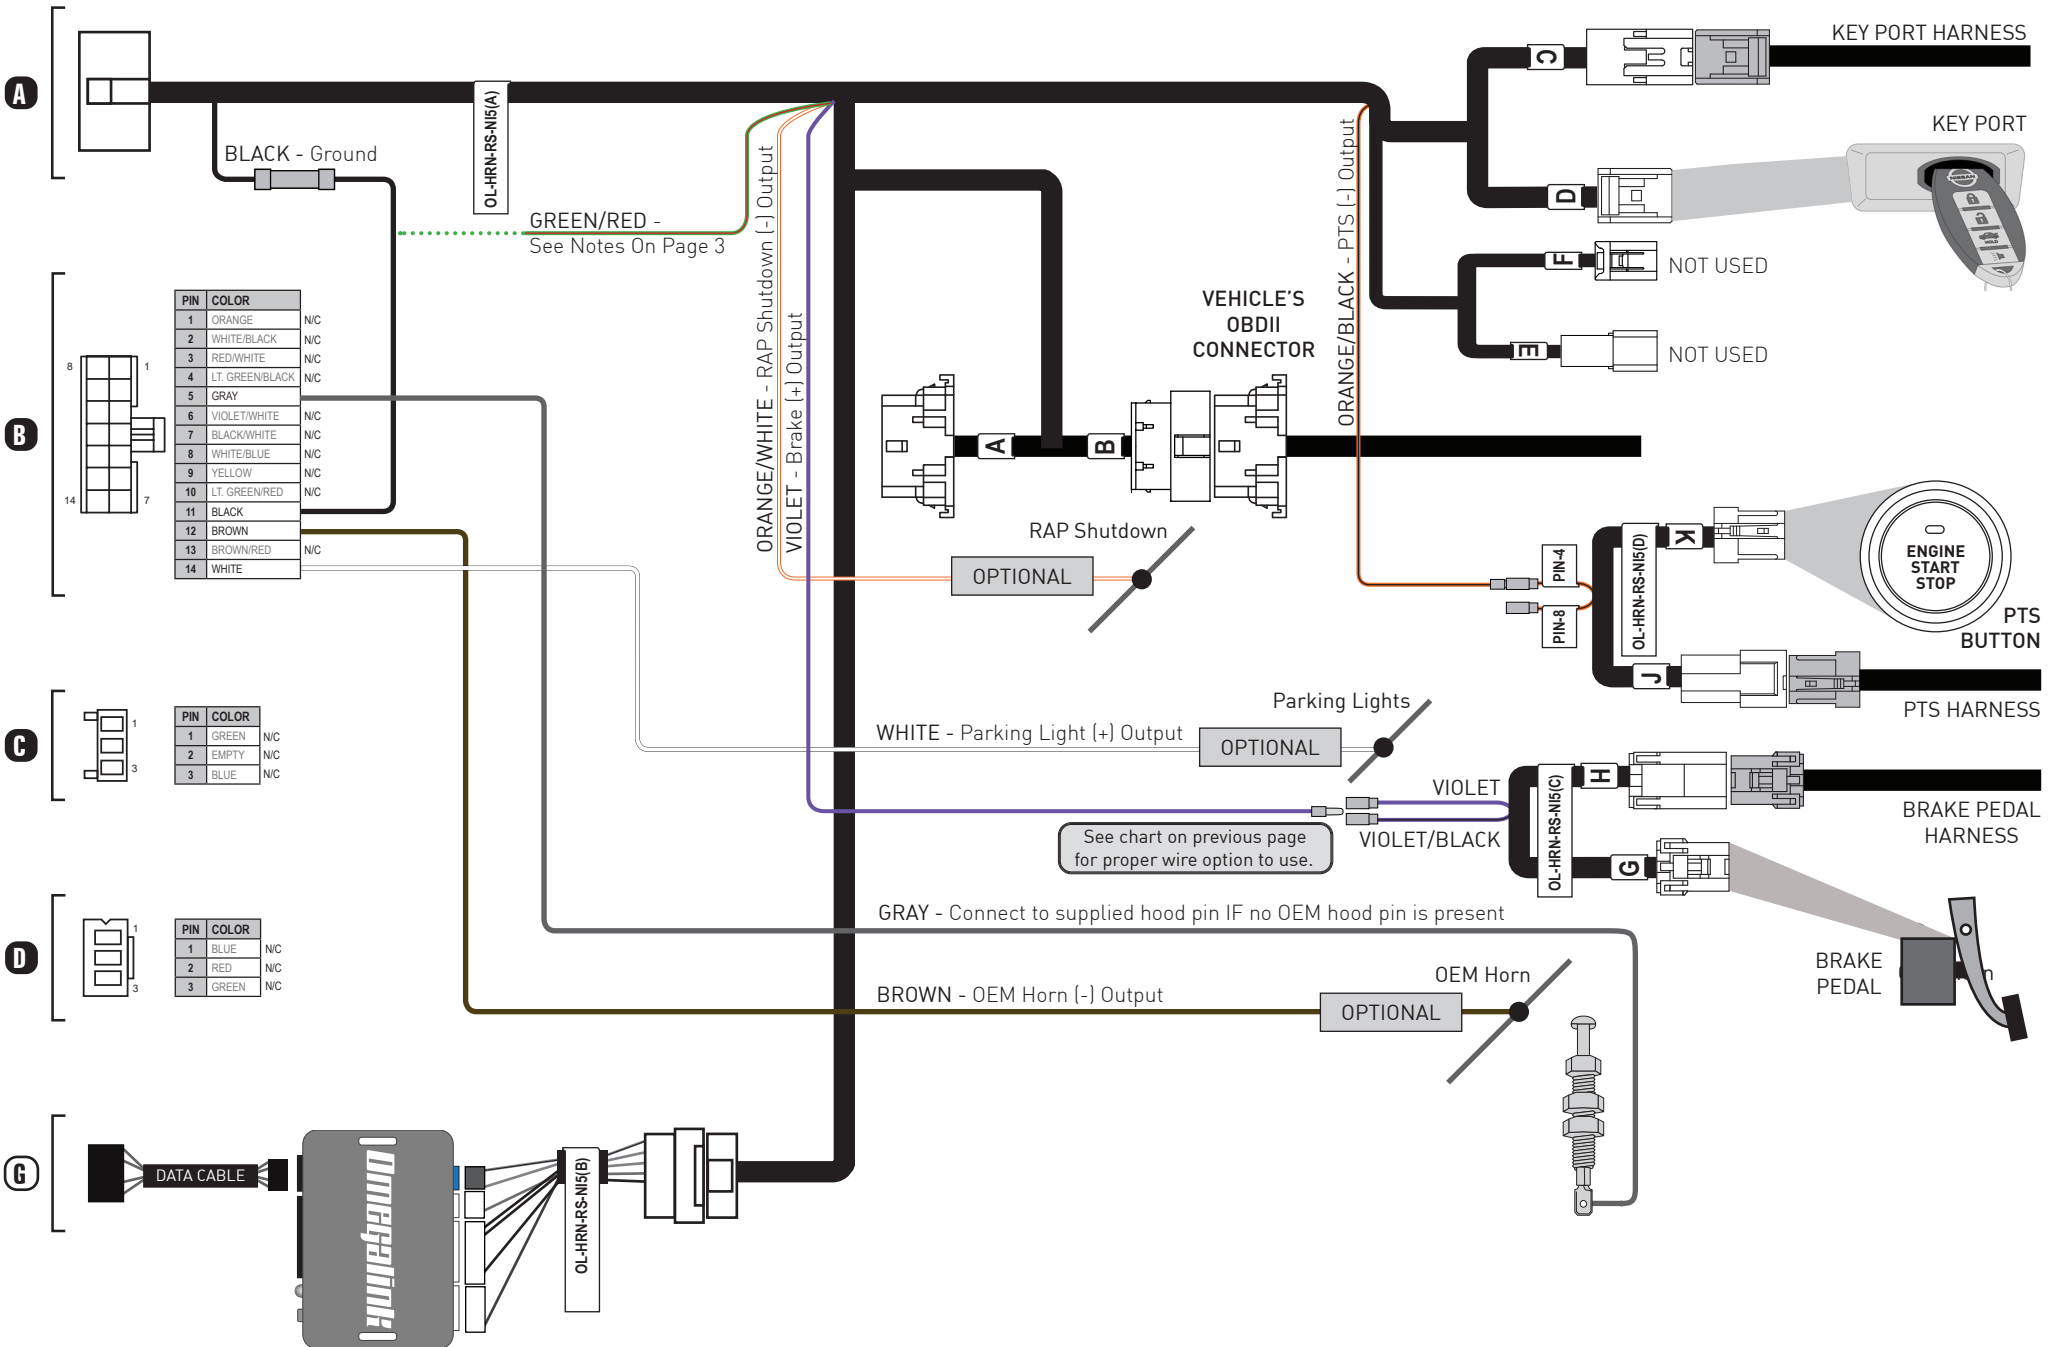 A
BLACK - Ground
OL-HRN-RS-NI5(A)
GREEN/RED -
See Notes On Page 3
ORANGE/WHITE - RAP Shutdown (-) Output
VIOLET - Brake (+) Output
ORANGE/BLACK - PTS (-) Output
C
KEY PORT HARNESS
D
KEY PORT
NISSAN
HOLD
F
NOT USED
E
NOT USED
VEHICLE'S
OBDII
CONNECTOR
A
B
B
8
1
14
7
PIN COLOR
1 ORANGE N/C
2 WHITE/BLACK N/C
3 RED/WHITE N/C
4 LT. GREEN/BLACK N/C
5 GRAY
6 VIOLET/WHITE N/C
7 BLACK/WHITE N/C
8 WHITE/BLUE N/C
9 YELLOW N/C
10 LT. GREEN/RED N/C
11 BLACK
12 BROWN
13 BROWN/RED N/C
14 WHITE
RAP Shutdown
OPTIONAL
PIN-4
PIN-8
OL-HRN-RS-NI5(D)
K
J
ENGINE
START
STOP
PTS
BUTTON
PTS HARNESS
C
1
3
PIN COLOR
1 GREEN N/C
2 EMPTY N/C
3 BLUE N/C
Parking Lights
WHITE - Parking Light (+) Output
OPTIONAL
VIOLET
VIOLET/BLACK
See chart on previous page
for proper wire option to use.
OL-HRN-RS-NI5(C)
H
G
BRAKE PEDAL
HARNESS
GRAY - Connect to supplied hood pin IF no OEM hood pin is present
D
1
3
PIN COLOR
1 BLUE N/C
2 RED N/C
3 GREEN N/C
OEM Horn
BROWN - OEM Horn (-) Output
OPTIONAL
BRAKE
PEDAL
n
G
DATA CABLE
Omegalink
OL-HRN-RS-NI5(B)